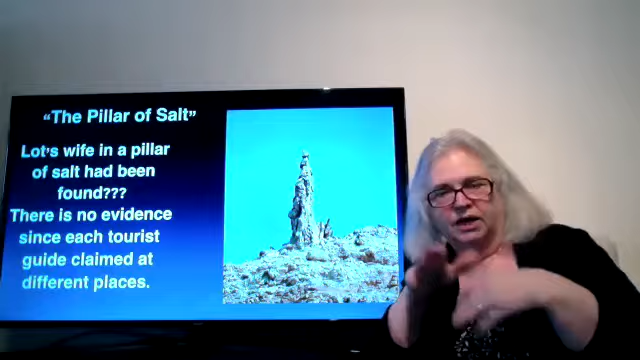 “The Pillar of Salt”
Lot's wife in a pillar
of salt had been
found???
There is no evidence
since each tourist
guide claimed at
different places.